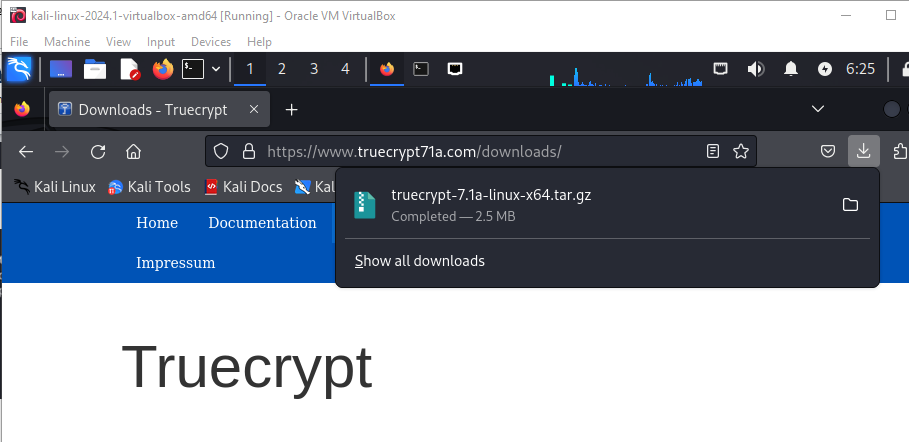 kali-linux-2024.1-virtualbox-amd64 [Running] - Oracle VM VirtualBox
File Machine View Input Devices Help
1 2 3 4 6:25
Downloads - Truecrypt
https://www.truecrypt71a.com/downloads/
Kali Linux Kali Tools Kali Docs Kal
truecrypt-7.1a-linux-x64.tar.gz
Completed — 2.5 MB
Show all downloads
Home Documentation
Impressum
Truecrypt